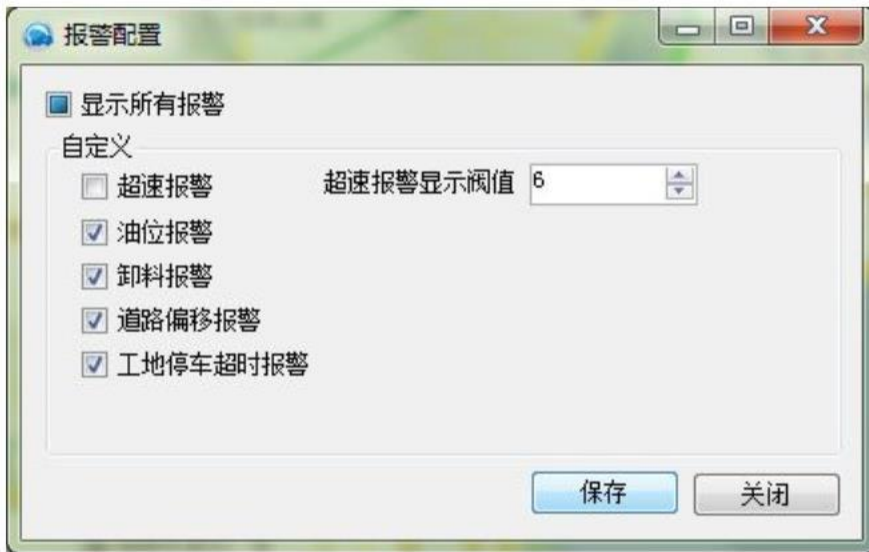 报警配置
显示所有报警
自定义
超速报警 超速报警显示阀值 6
油位报警
卸料报警
道路偏移报警
工地停车超时报警
保存 关闭